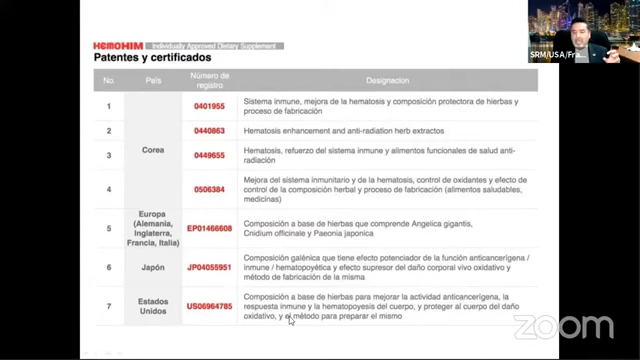 HEMOHIM Individually Approved Dietary Supplement
Patentes y certificados
SRM/USA/Fra
No. País Número de registro Designacion
1 0401955 Sistema inmune, mejora de la hematosis y composición protectora de hierbas y
proceso de fabricación
2 0440863 Hematosis enhancement and anti-radiation herb extractos
Corea
3 0449655 Hematosis, refuerzo del sistema inmune y alimentos funcionales de salud anti-
radiación
4 0506384 Mejora del sistema inmunitario y de la hematosis, control de oxidantes y efecto de
control de la composición herbal y proceso de fabricación (alimentos saludables,
medicinas)
5 Europa
(Alemania,
Inglaterra,
Francia, Italia)
EP01466608 Composición a base de hierbas que comprende Angelica gigantis,
Cnidium officinale y Paeonia japonica
6 Japón JP04055951 Composición galénica que tiene efecto potenciador de la función anticancerígena /
inmune / hematopoyética y efecto supresor del daño corporal vivo oxidativo y
método de fabricación de la misma
7 Estados
Unidos
US06964785 Composición a base de hierbas para mejorar la actividad anticancerígena, la
respuesta inmune y la hematopoyesis del cuerpo, y proteger al cuerpo del daño
oxidativo, y el método para preparar el mismo
zoom